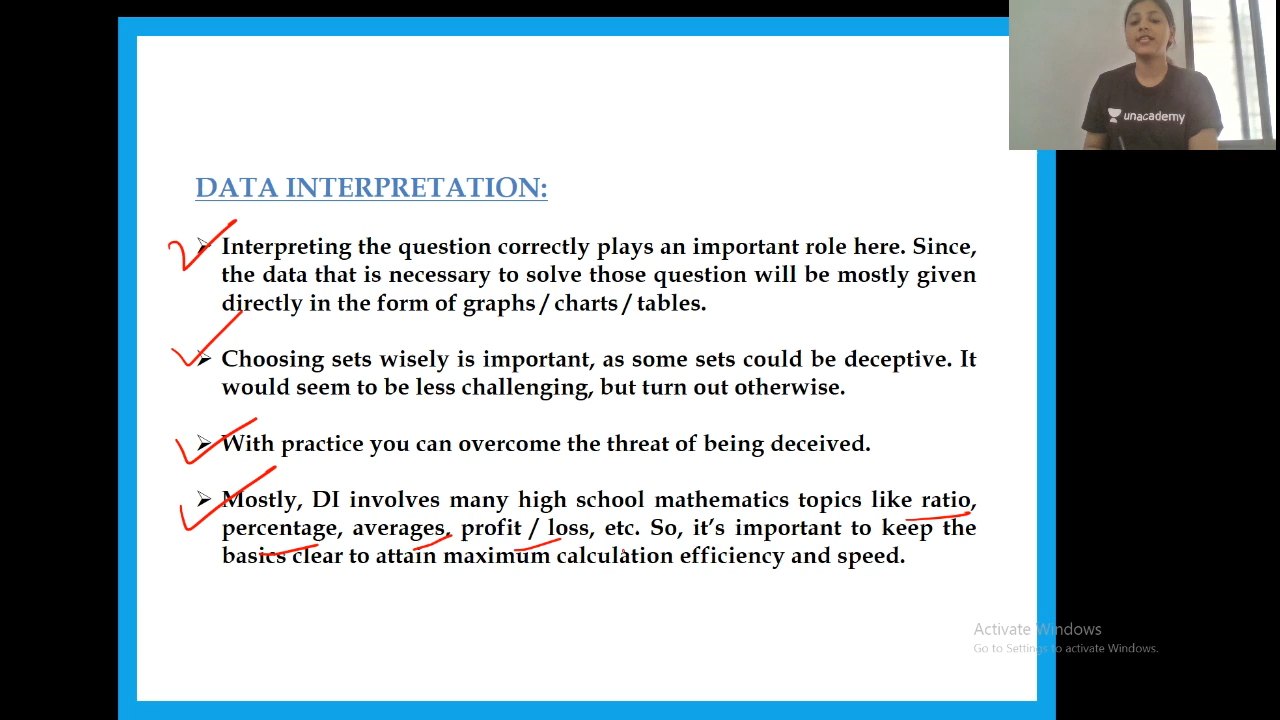 unacademy
DATA INTERPRETATION:
Interpreting the question correctly plays an important role here. Since,
the data that is necessary to solve those question will be mostly given
directly in the form of graphs / charts / tables.
Choosing sets wisely is important, as some sets could be deceptive. It
would seem to be less challenging, but turn out otherwise.
With practice you can overcome the threat of being deceived.
Mostly, DI involves many high school mathematics topics like ratio,
percentage, averages, profit / loss, etc. So, it's important to keep the
basics clear to attain maximum calculation efficiency and speed.
Activate Windows
Go to Settings to activate Windows.